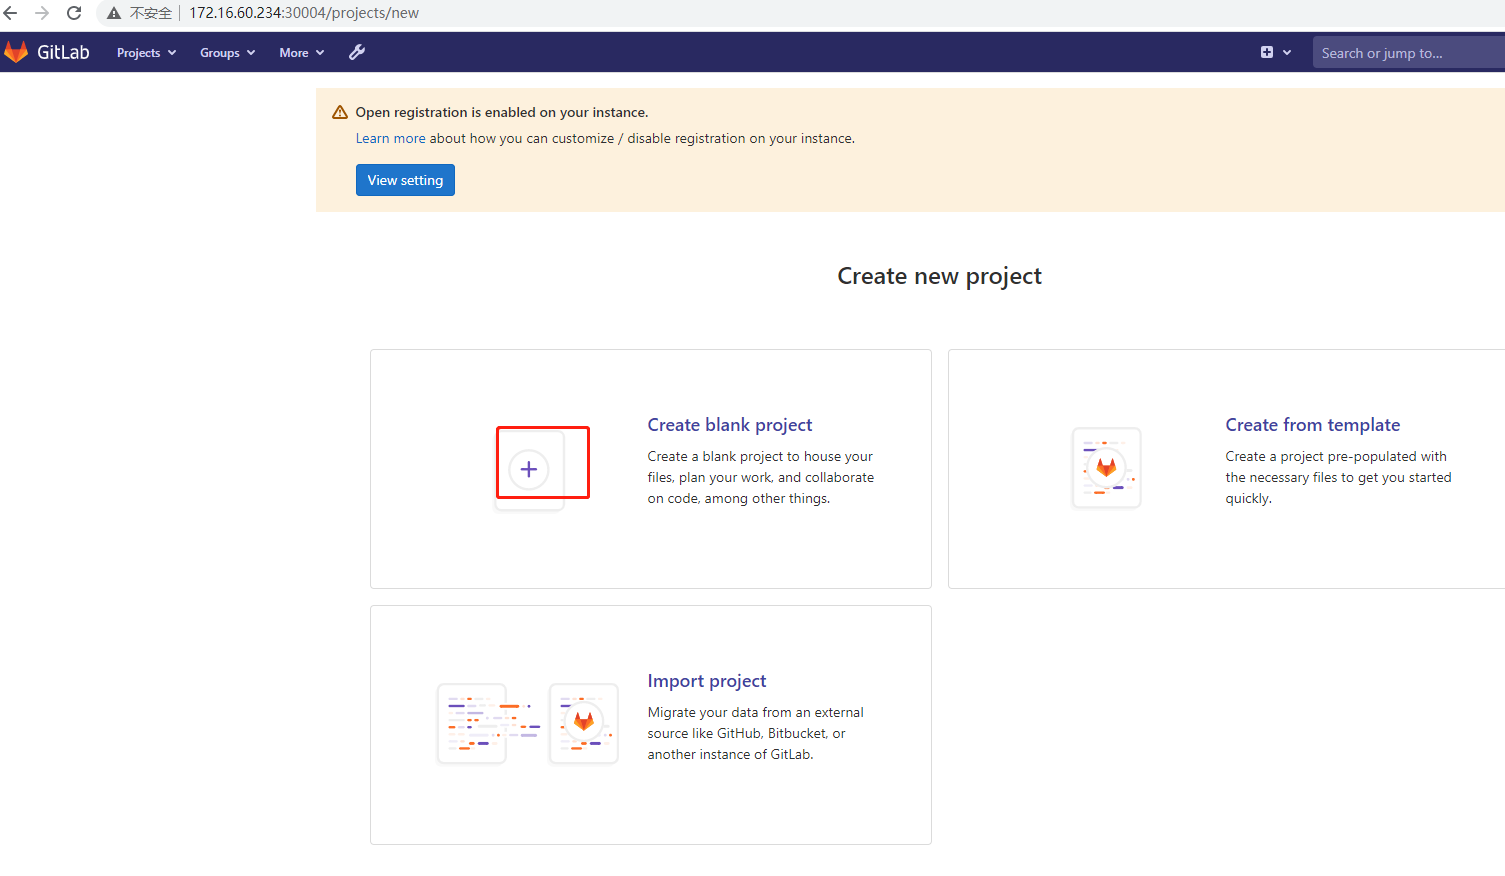 不安全 172.16.60.234:30004/projects/new
GitLab Projects Groups More Search or jump to...
Open registration is enabled on your instance.
Learn more about how you can customize / disable registration on your instance.
View setting
Create new project
Create blank project
Create a blank project to house your
files, plan your work, and collaborate
on code, among other things.
Create from template
Create a project pre-populated with
the necessary files to get you started
quickly.
Import project
Migrate your data from an external
source like GitHub, Bitbucket, or
another instance of GitLab.